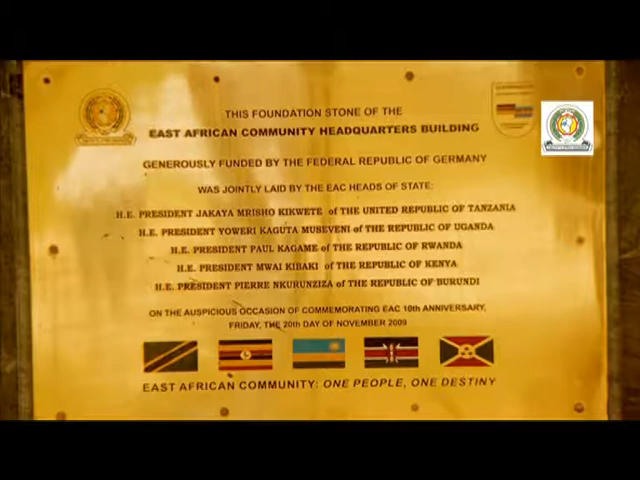 THIS FOUNDATION STONE OF THE
EAST AFRICAN COMMUNITY HEADQUARTERS BUILDING
GENEROUSLY FUNDED BY THE FEDERAL REPUBLIC OF GERMANY
WAS JOINTLY LAID BY THE EAC HEADS OF STATE:
H.E. PRESIDENT JAKAYA MRISHO KIKWETE of THE UNITED REPUBLIC OF TANZANIA
H.E. PRESIDENT YOWERI KAGUTA MUSEVENI of THE REPUBLIC OF UGANDA
H.E. PRESIDENT PAUL KAGAME of THE REPUBLIC OF RWANDA
H.E. PRESIDENT MWAI KIBAKI of THE REPUBLIC OF KENYA
H.E. PRESIDENT PIERRE NKURUNZIZA of THE REPUBLIC OF BURUNDI
ON THE AUSPICIOUS OCCASION OF COMMEMORATING EAC 10th ANNIVERSARY.
FRIDAY, THE 20th DAY OF NOVEMBER 2009
EAST AFRICAN COMMUNITY: ONE PEOPLE, ONE DESTINY